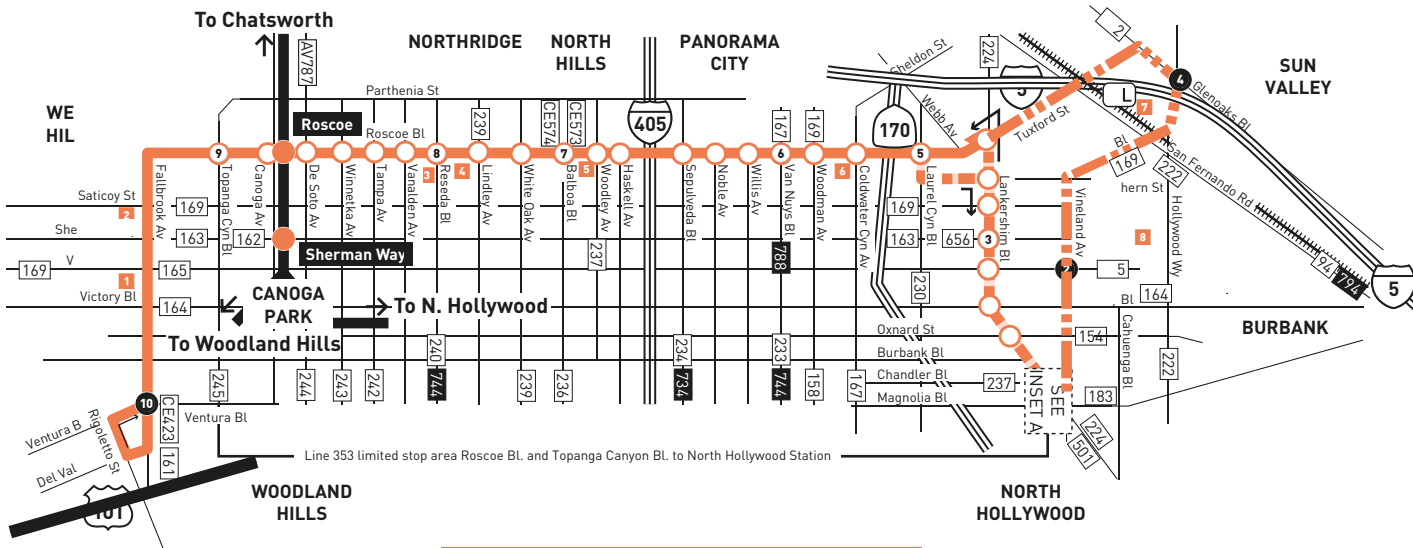 To Chatsworth
NORTHRIDGE
NORTH
HILLS
PANORAMA
CITY
SUN
VALLEY
WE
HIL
AV787
Parthenia St
Roscoe
Roscoe Bl
239
CE574
CE573
405
167
169
170
Sheldon St
224
Webb Av
5
Tuxford St
2
4
Glenoaks Bl
L
7
Bl
169
222
San Fernando Rd
hern St
9
8
7
6
5
3
4
5
6
Fallbrook Av
Topanga Cyn Bl
Canoga Av
De Soto Av
Winnetka Av
Tampa Av
Vanalden Av
Reseda Bl
Lindley Av
White Oak Av
Balboa Bl
Woodley Av
Haskell Av
Sepulveda Bl
Noble Av
Willis Av
Van Nuys Bl
Woodman Av
Coldwater Cyn Av
Laurel Cyn Bl
Lankershim Bl
Vineland Av
Hollywood Wy
Saticoy St
2
169
169
She
163
162
Sherman Way
163
656
3
8
169
V
165
237
788
5
94
794
5
1
Victory Bl
164
CANOGA
PARK
To N. Hollywood
230
164
Bl
To Woodland Hills
Oxnard St
154
Cahuenga Bl
BURBANK
Burbank Bl
222
245
244
243
242
240
744
239
236
234
734
233
744
158
167
Chandler Bl
237
Magnolia Bl
183
SEE
INSET A
10
CE423
161
Ventura Bl
Ventura B
Rigoletto St
Del Val
101
224
501
Line 353 limited stop area Roscoe Bl. and Topanga Canyon Bl. to North Hollywood Station
WOODLAND
HILLS
NORTH
HOLLYWOOD